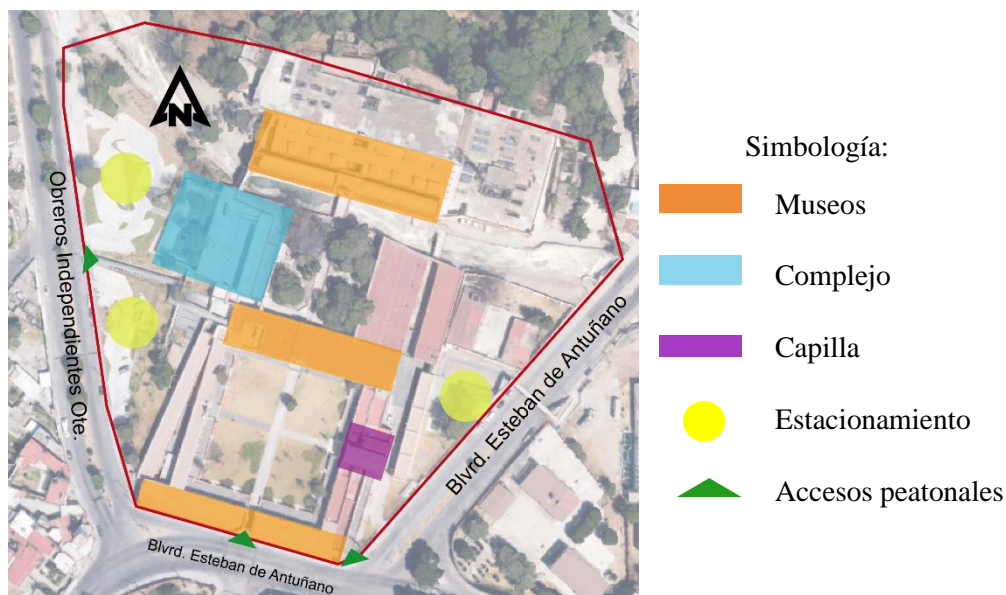 N
Obreros Independientes Ote.
Blvrd. Esteban de Antuñano
Blvrd. Esteban de Antuñano
Simbología:
Museos
Complejo
Capilla
Estacionamiento
Accesos peatonales